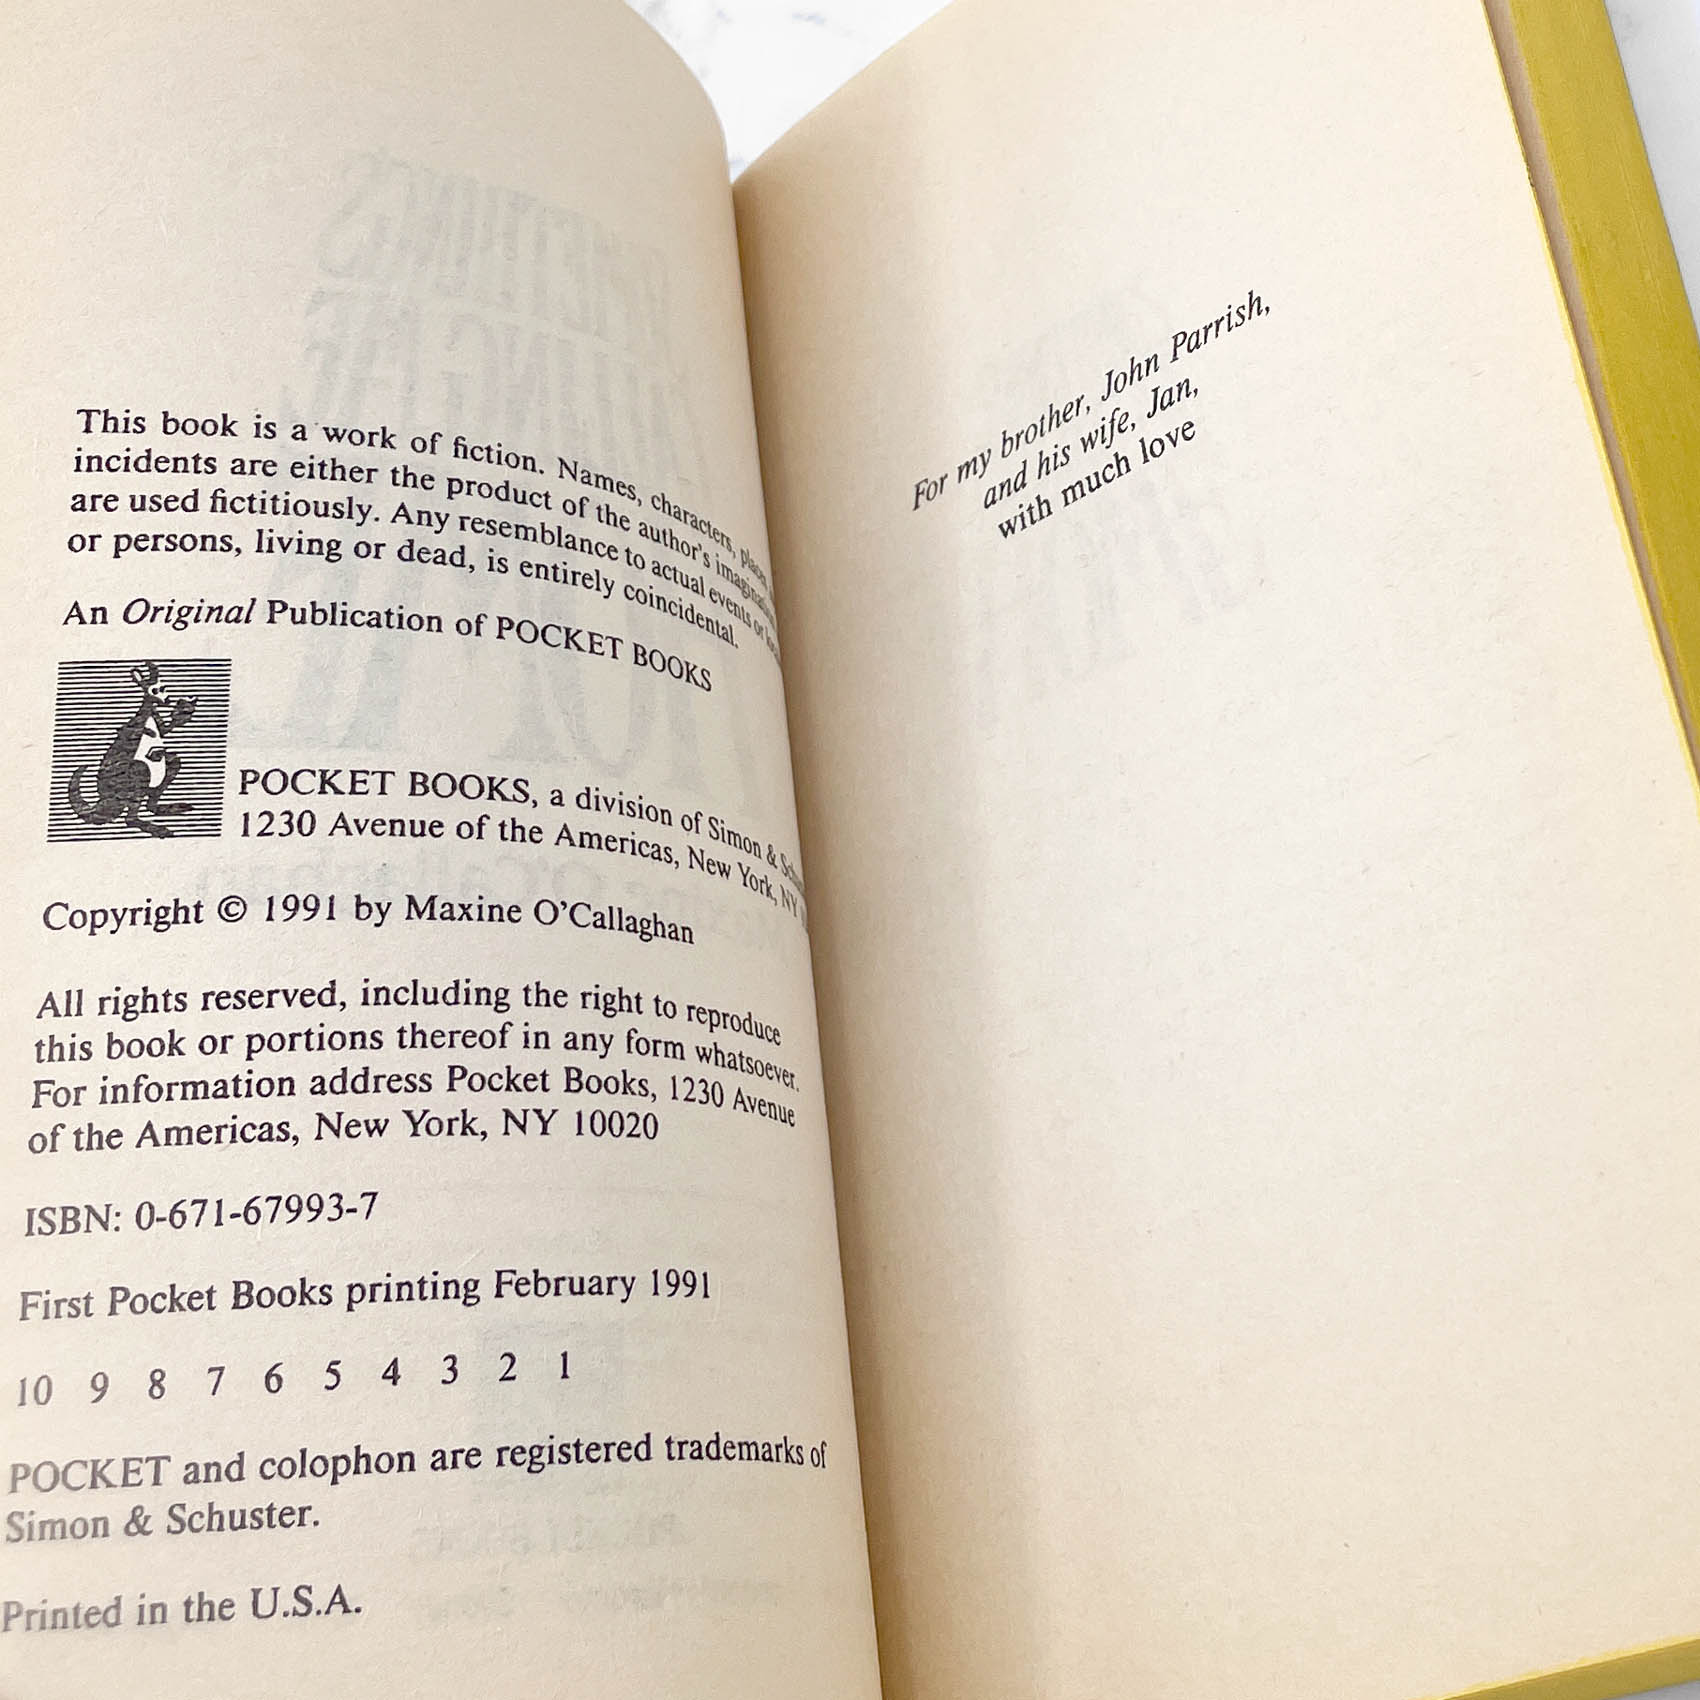 This book is a work of fiction. Names, characters, places,
incidents are either the product of the author's imagination
are used fictitiously. Any resemblance to actual events or
or persons, living or dead, is entirely coincidental.
An Original Publication of POCKET BOOKS
POCKET BOOKS, a division of Simon &
1230 Avenue of the Americas, New York, NY
Copyright © 1991 by Maxine O'Callaghan
All rights reserved, including the right to reproduce
this book or portions thereof in any form whatsoever.
For information address Pocket Books, 1230 Avenue
of the Americas, New York, NY 10020
ISBN: 0-671-67993-7
First Pocket Books printing February 1991
10 9 8 7 6 5 4 3 2 1
POCKET and colophon are registered trademarks of
Simon & Schuster.
Printed in the U.S.A.
For my brother, John Parrish,
and his wife, Jan,
with much love